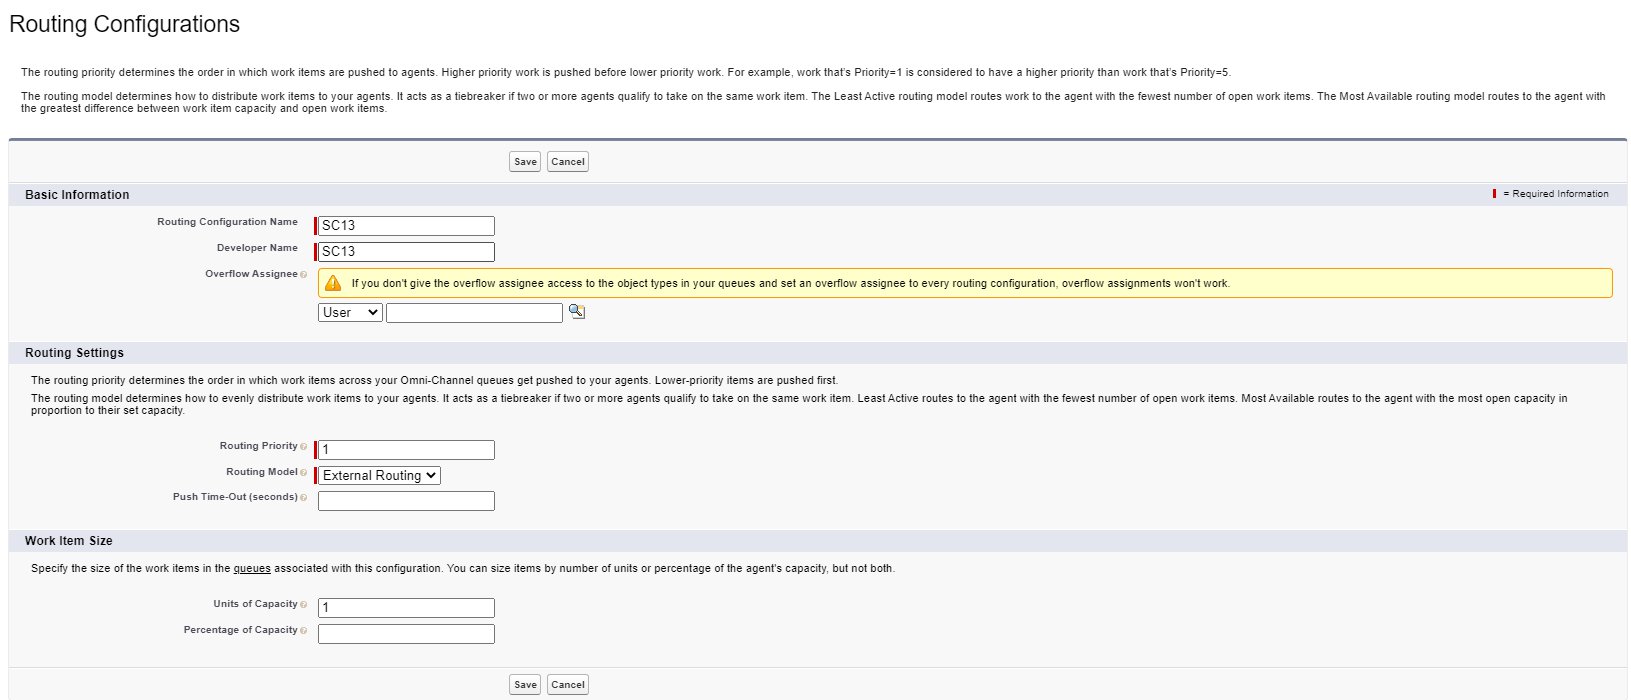 Routing Configurations
The routing priority determines the order in which work items are pushed to agents. Higher priority work is pushed before lower priority work. For example, work that's Priority=1 is considered to have a higher priority than work that's Priority=5.
The routing model determines how to distribute work items to your agents. It acts as a tiebreaker if two or more agents qualify to take on the same work item. The Least Active routing model routes work to the agent with the fewest number of open work items. The Most Available routing model routes to the agent with
the greatest difference between work item capacity and open work items.
Save Cancel
Basic Information = Required Information
Routing Configuration Name SC13
Developer Name SC13
Overflow Assignee If you don't give the overflow assignee access to the object types in your queues and set an overflow assignee to every routing configuration, overflow assignments won't work.
User
Routing Settings
The routing priority determines the order in which work items across your Omni-Channel queues get pushed to your agents. Lower-priority items are pushed first.
The routing model determines how to evenly distribute work items to your agents. It acts as a tiebreaker if two or more agents qualify to take on the same work item. Least Active routes to the agent with the fewest number of open work items. Most Available routes to the agent with the most open capacity in
proportion to their set capacity.
Routing Priority 1
Routing Model External Routing
Push Time-Out (seconds)
Work Item Size
Specify the size of the work items in the queues associated with this configuration. You can size items by number of units or percentage of the agent's capacity, but not both.
Units of Capacity 1
Percentage of Capacity
Save Cancel